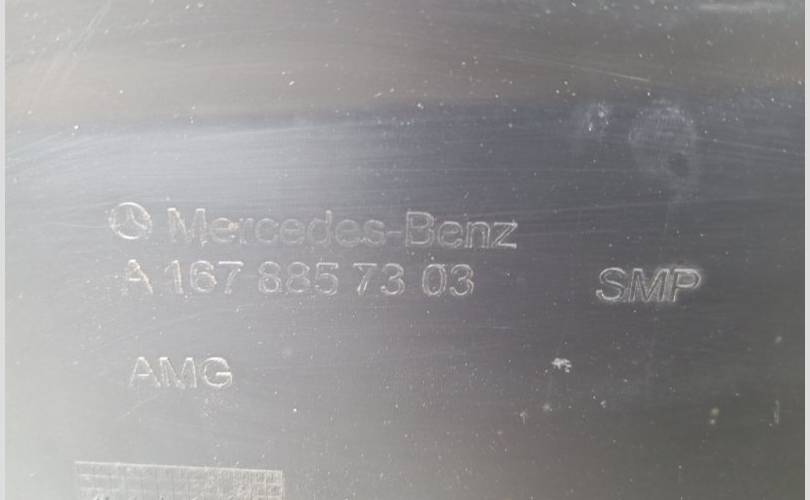 Mercedes-Benz
A 167 885 73 03 SMP
AMG